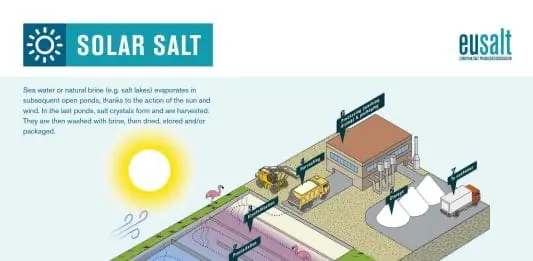 SOLAR SALT
eusalt
EUROPEAN SALT PRODUCERS' ASSOCIATION
Sea water or natural brine (e.g. salt lakes) evaporates in
subsequent open ponds, thanks to the action of the sun and
wind. In the last ponds, salt crystals form and are harvested.
They are then washed with brine, then dried, stored and/or
packaged.
Harvesting
Storage